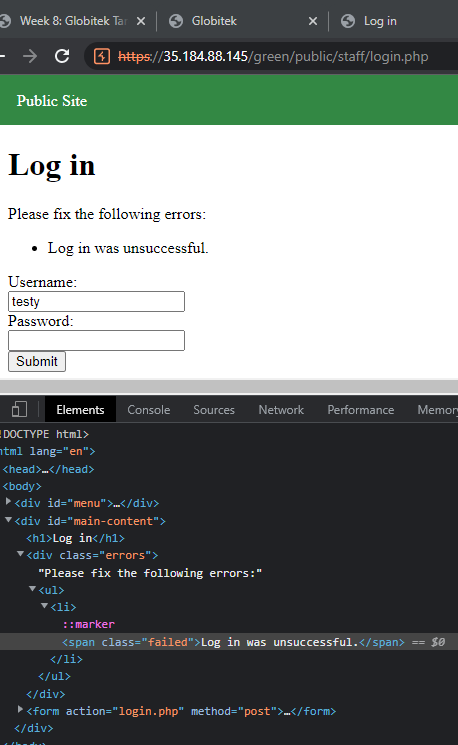 Week 8: Globitek Tar
Globitek
Log in
https://35.184.88.145/green/public/staff/login.php
Public Site
Log in
Please fix the following errors:
• Log in was unsuccessful.
Username:
testy
Password:
Submit
Elements Console Sources Network Performance Memory
!DOCTYPE html>
html lang="en">
<head>…</head>
<body>
<div id="menu">…</div>
<div id="main-content">
<h1>Log in</h1>
<div class="errors">
"Please fix the following errors:"
<ul>
<li>
::marker
<span class="failed">Log in was unsuccessful.</span> == $0
</li>
</ul>
</div>
<form action="login.php" method="post">…</form>
</div>
</body>